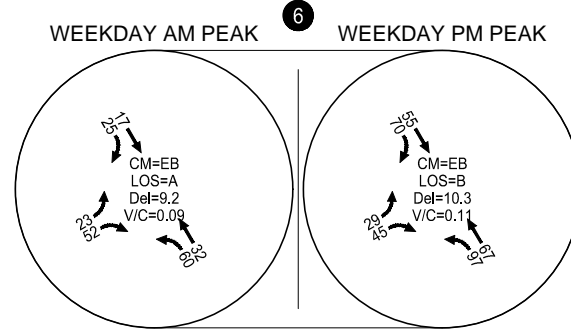 6
WEEKDAY AM PEAK
17
25
CM=EB
LOS=A
Del=9.2
V/C=0.09
23
52
32
60
WEEKDAY PM PEAK
55
70
CM=EB
LOS=B
Del=10.3
V/C=0.11
29
45
67
97